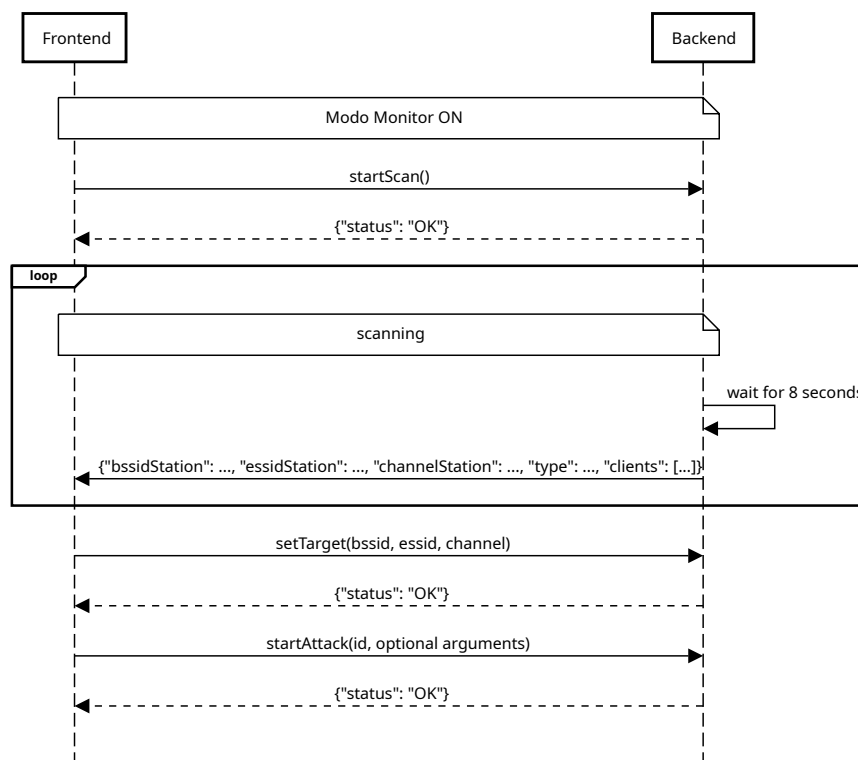 Frontend
Backend
Modo Monitor ON
startScan()
{"status": "OK"}
loop
scanning
wait for 8 seconds
{"bssidStation": ..., "essidStation": ..., "channelStation": ..., "type": ..., "clients": [...]}
setTarget(bssid, essid, channel)
{"status": "OK"}
startAttack(id, optional arguments)
{"status": "OK"}